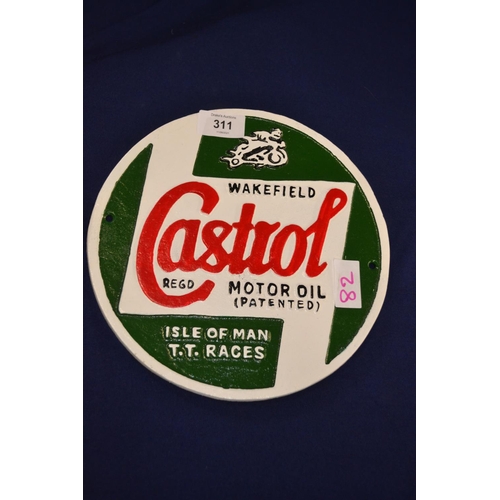 311
WAKEFIELD
Castrol
REGD MOTOR OIL
(PATENTED)
82
ISLE OF MAN
T.T. RACES